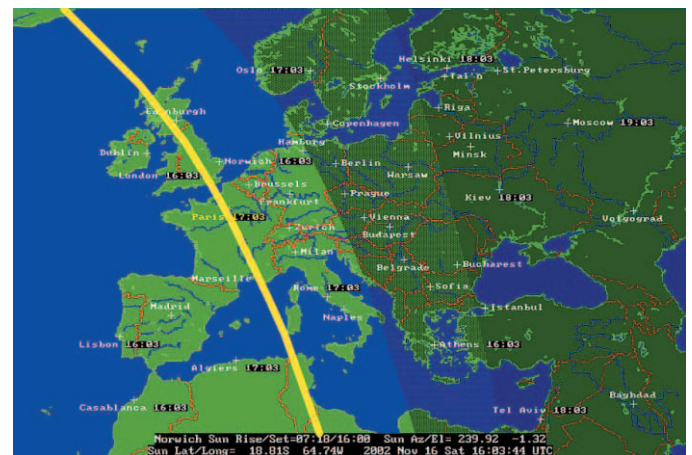 Helsinki 18:03
Oslo 17:03
Tal'n
St.Petersburg
Stockholm
Edinburgh
Riga
Copenhagen
Moscow 19:03
Vilnius
Hamburg
Dublin
Minsk
Norwich 16:03
Berlin
London 16:03
Warsaw
Brussels
Prague
Kiev 18:03
Frankfurt
Paris 17:03
Vienna
Volgograd
Zurich
Budapest
Milan
Belgrade
Bucharest
Marseille
Rome 17:03
Sofia
Madrid
Istanbul
Naples
Lisbon 16:03
Athens 16:03
Algiers 17:03
Baghdad
Casablanca 16:03
Tel Aviv 18:03
Norwich Sun Rise/Set=07:18/16:00 Sun Az/El= 239.92 -1.32
Sun Lat/Long= 18.81S 64.74W 2002 Nov 16 Sat 16:03:44 UTC